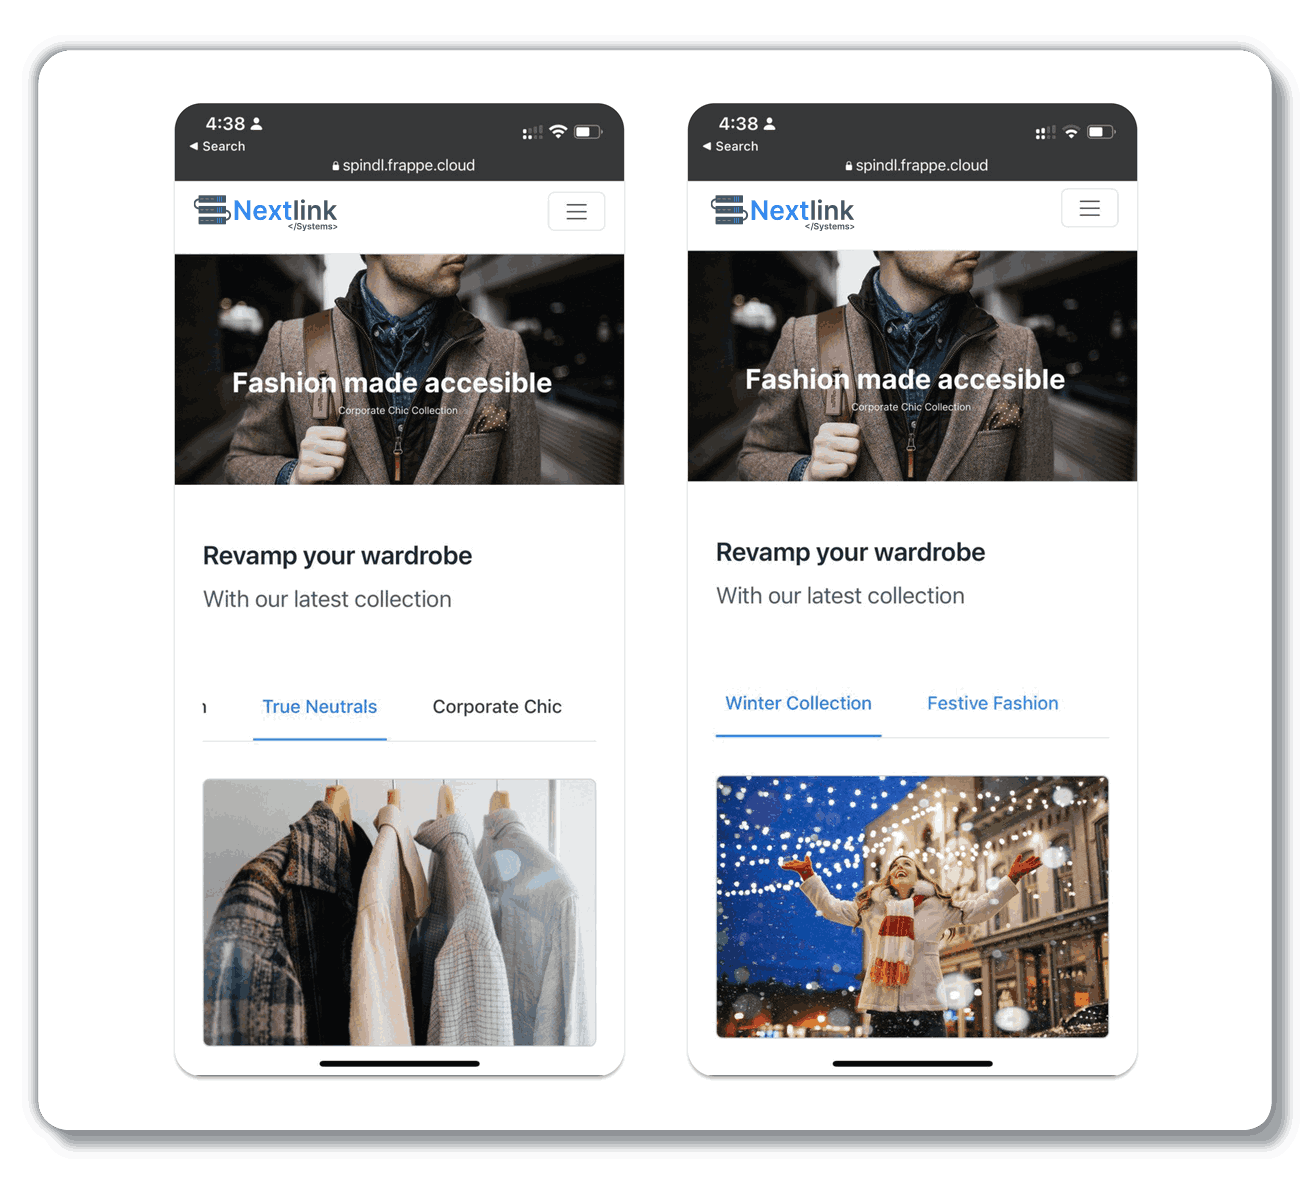 4:38
Search
spindl.frappe.cloud
Nextlink
</Systems>
Fashion made accesible
Corporate Chic Collection
Revamp your wardrobe
With our latest collection
n True Neutrals Corporate Chic
4:38
Search
spindl.frappe.cloud
Nextlink
</Systems>
Fashion made accesible
Corporate Chic Collection
Revamp your wardrobe
With our latest collection
Winter Collection Festive Fashion